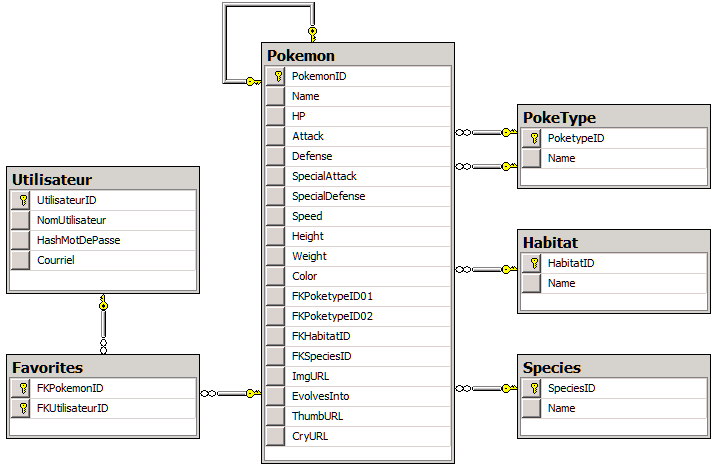 Pokemon
PokemonID
Name
HP
Attack
Defense
SpecialAttack
SpecialDefense
Speed
Height
Weight
Color
FKPoketypeID01
FKPoketypeID02
FKHabitatID
FKSpeciesID
ImgURL
EvolvesInto
ThumbURL
CryURL
PokeType
PoketypeID
Name
Utilisateur
UtilisateurID
NomUtilisateur
HashMotDePasse
Courriel
Habitat
HabitatID
Name
Favorites
FKPokemonID
FKUtilisateurID
Species
SpeciesID
Name